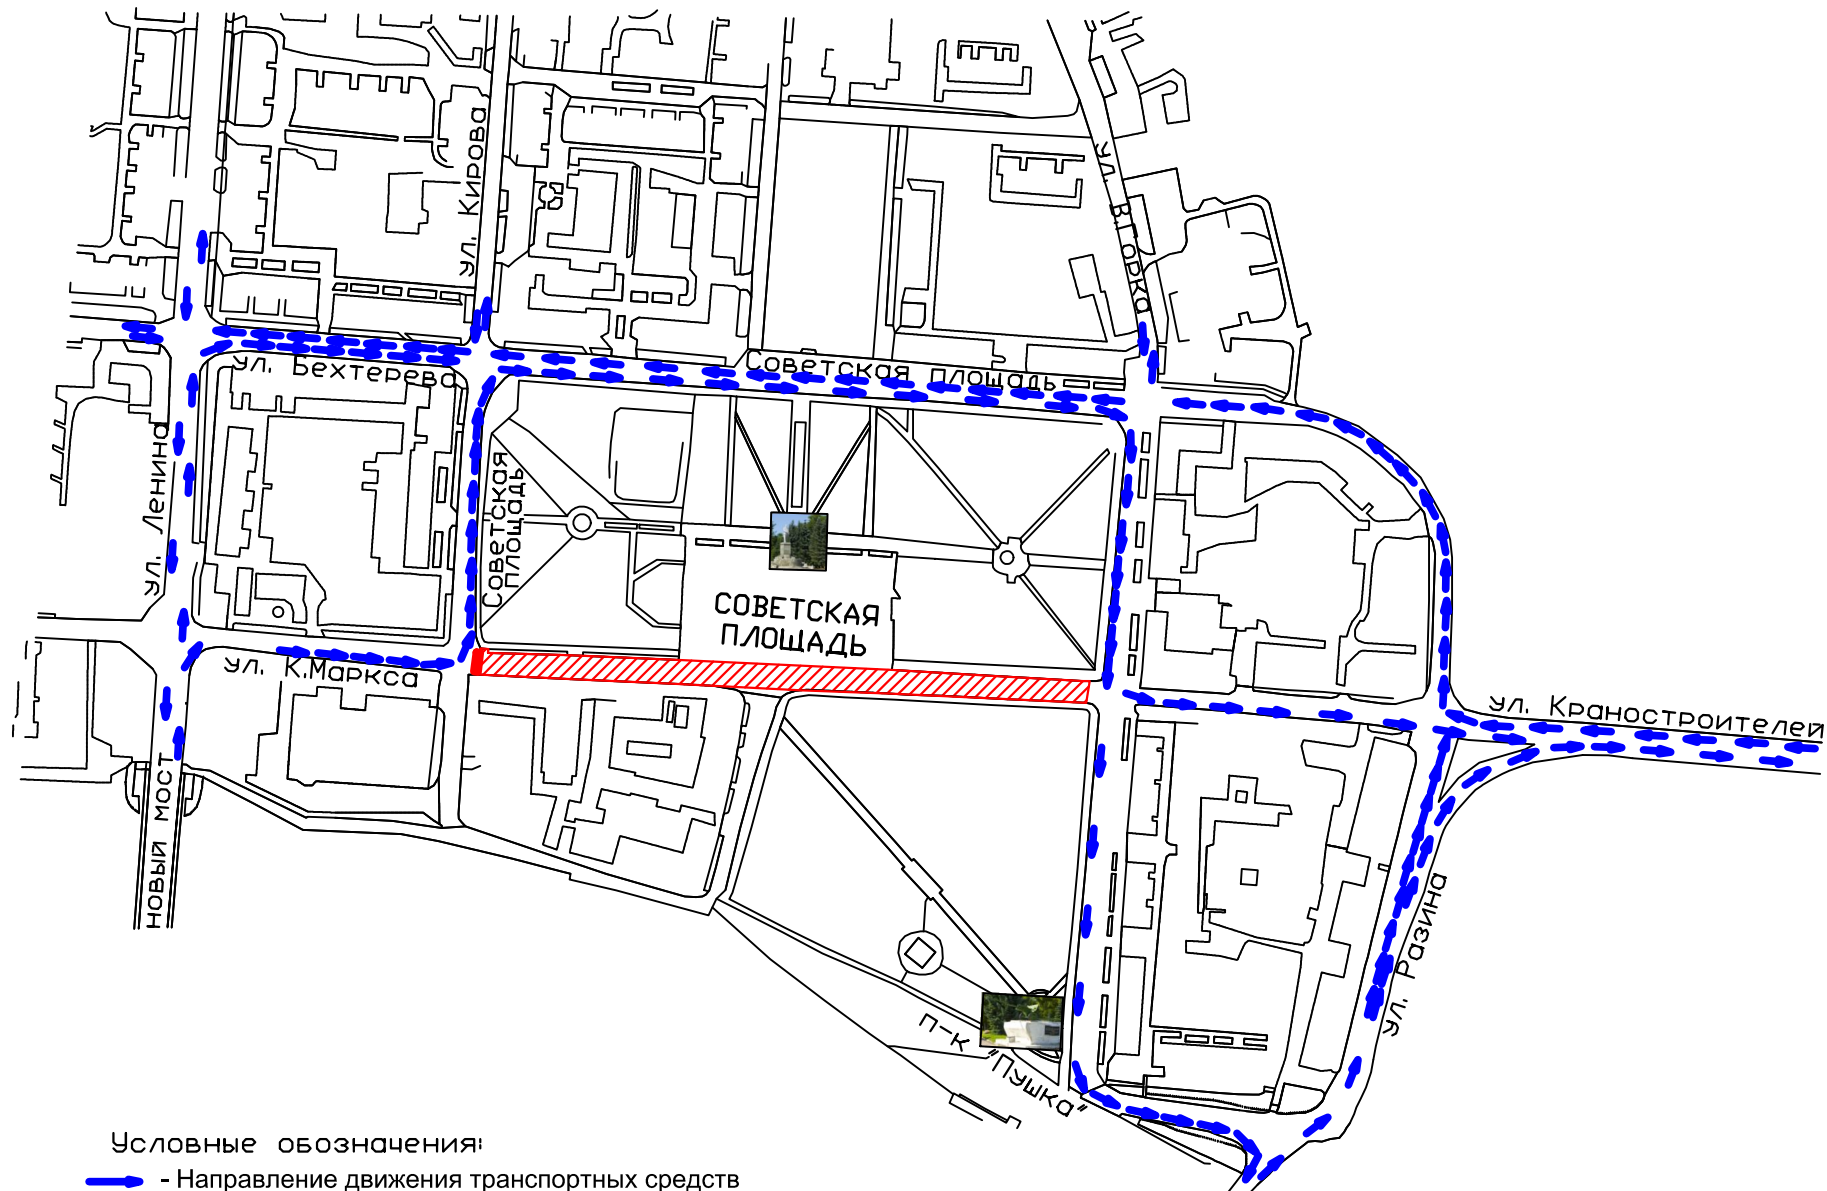 ул. Кирова
ул. В.Горка
Советская площадь
ул. Бехтерева
ул. Ленина
Советская
площадь
СОВЕТСКАЯ
ПЛОЩАДЬ
ул. К.Маркса
ул. Краностроителей
новый мост
ул. Разина
п-к "Пушка"
Условные обозначения:
- Направление движения транспортных средств